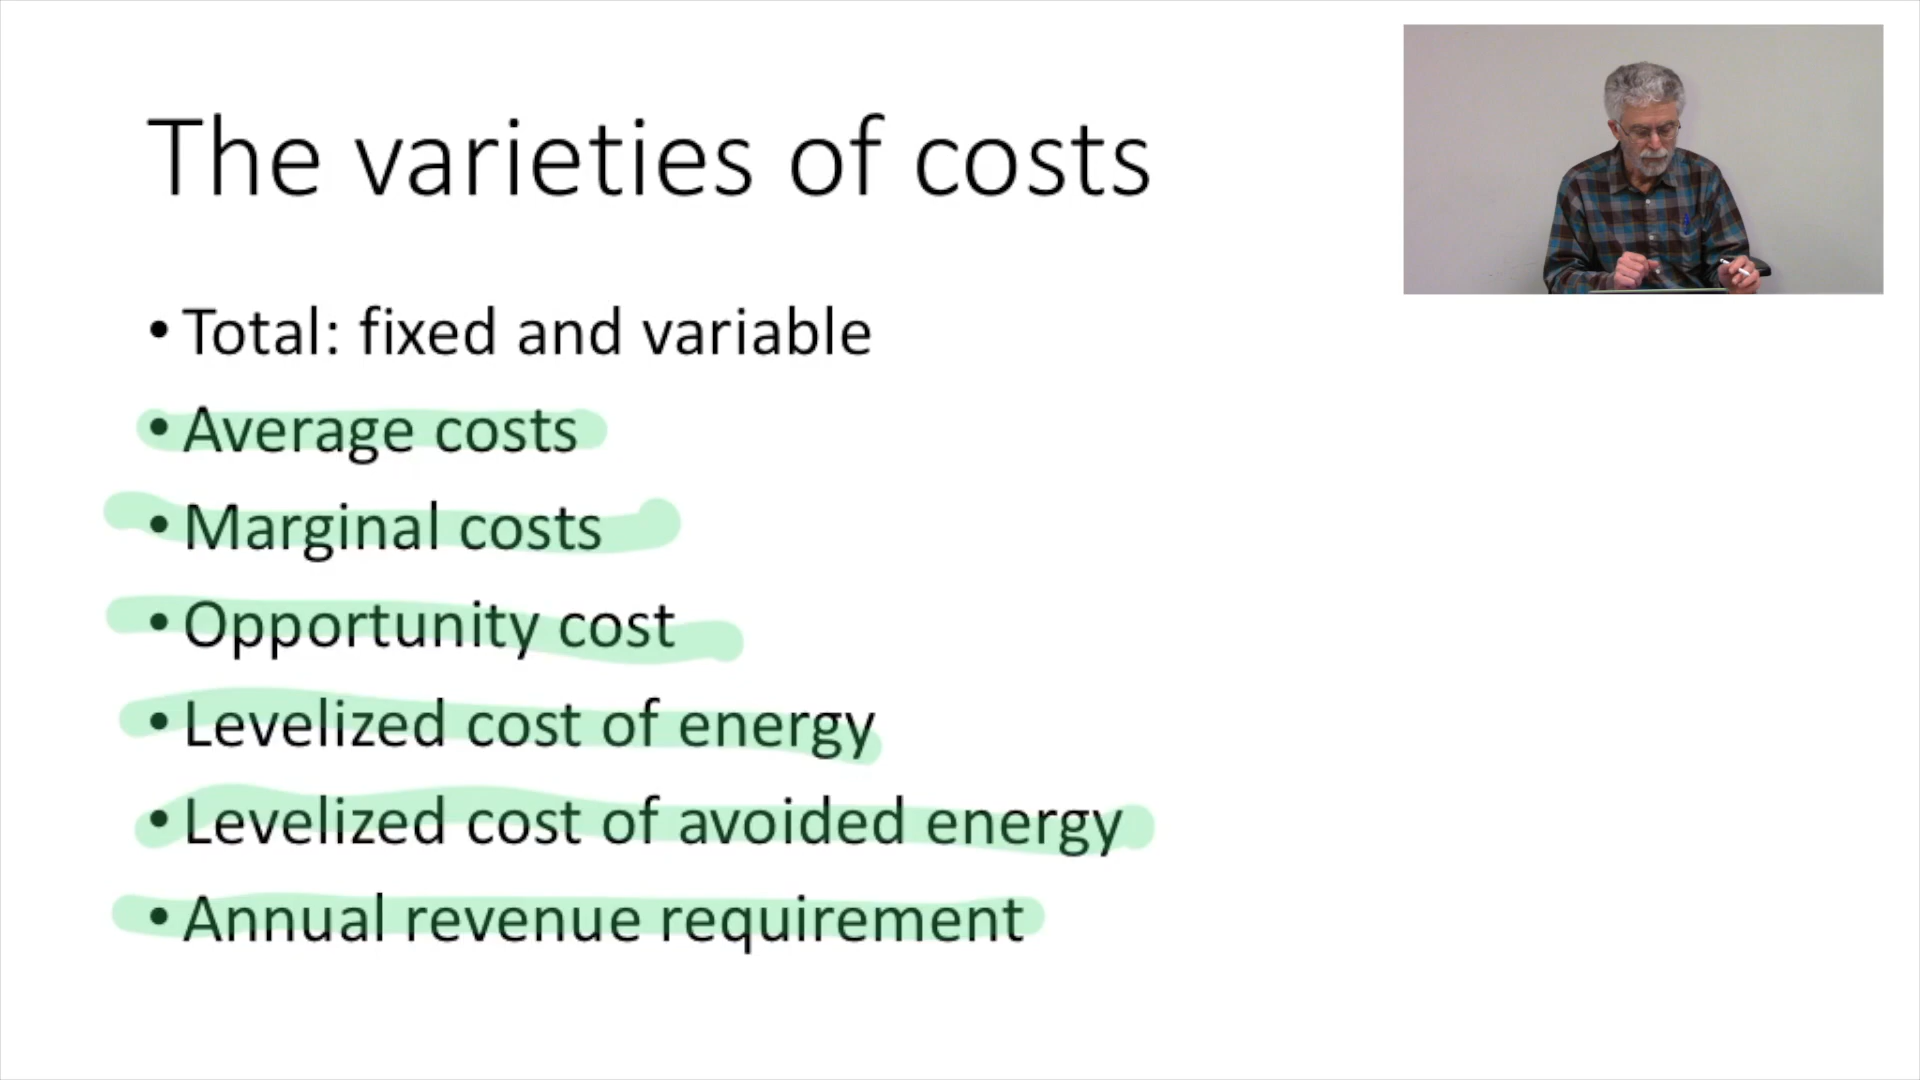 The varieties of costs
• Total: fixed and variable
• Average costs
• Marginal costs
• Opportunity cost
• Levelized cost of energy
• Levelized cost of avoided energy
• Annual revenue requirement